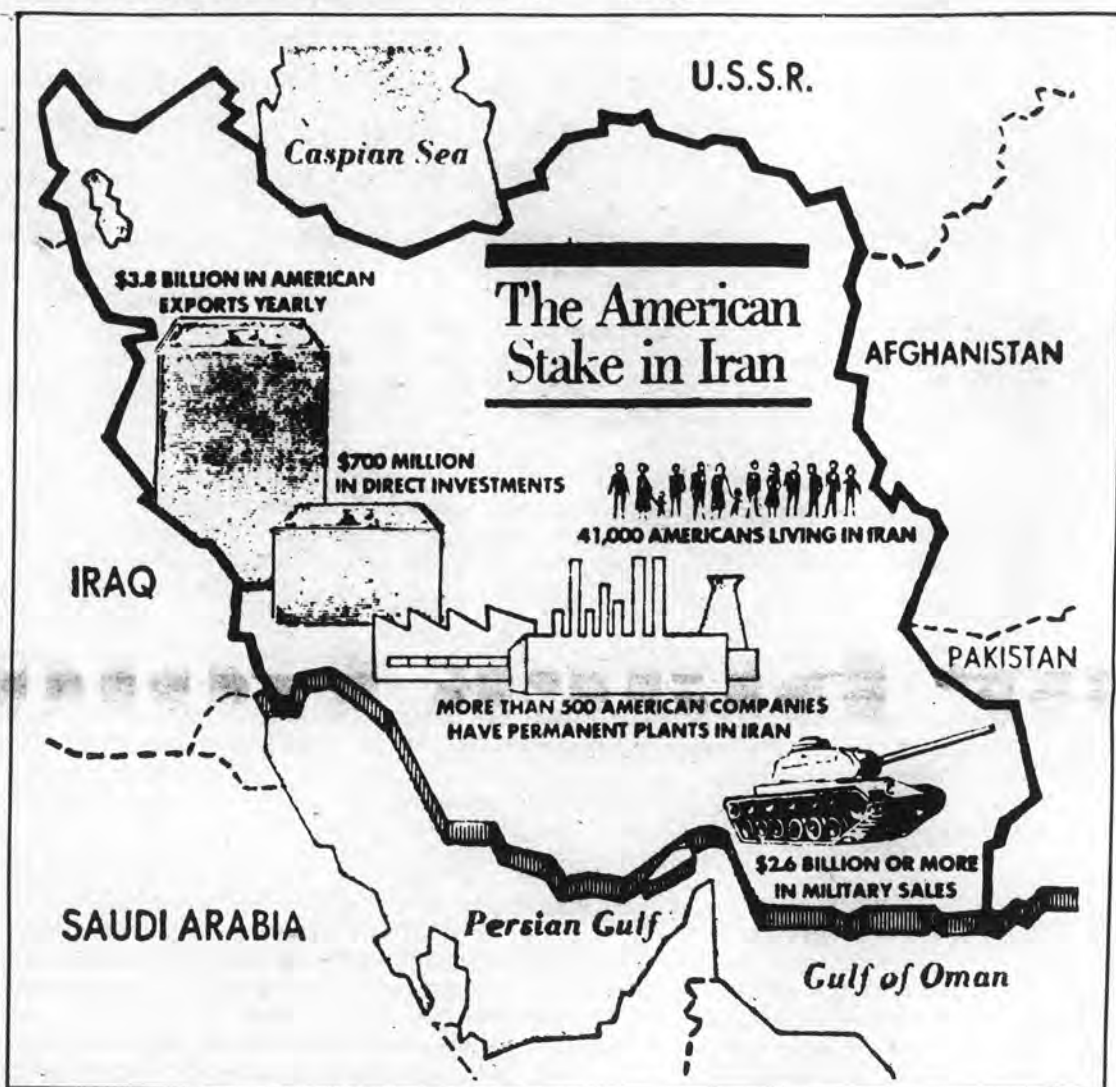 U.S.S.R.
Caspian Sea
$3.8 BILLION IN AMERICAN
EXPORTS YEARLY
The American
Stake in Iran
AFGHANISTAN
$700 MILLION
IN DIRECT INVESTMENTS
41,000 AMERICANS LIVING IN IRAN
IRAQ
PAKISTAN
MORE THAN 500 AMERICAN COMPANIES
HAVE PERMANENT PLANTS IN IRAN
$2.6 BILLION OR MORE
IN MILITARY SALES
SAUDI ARABIA
Persian Gulf
Gulf of Oman